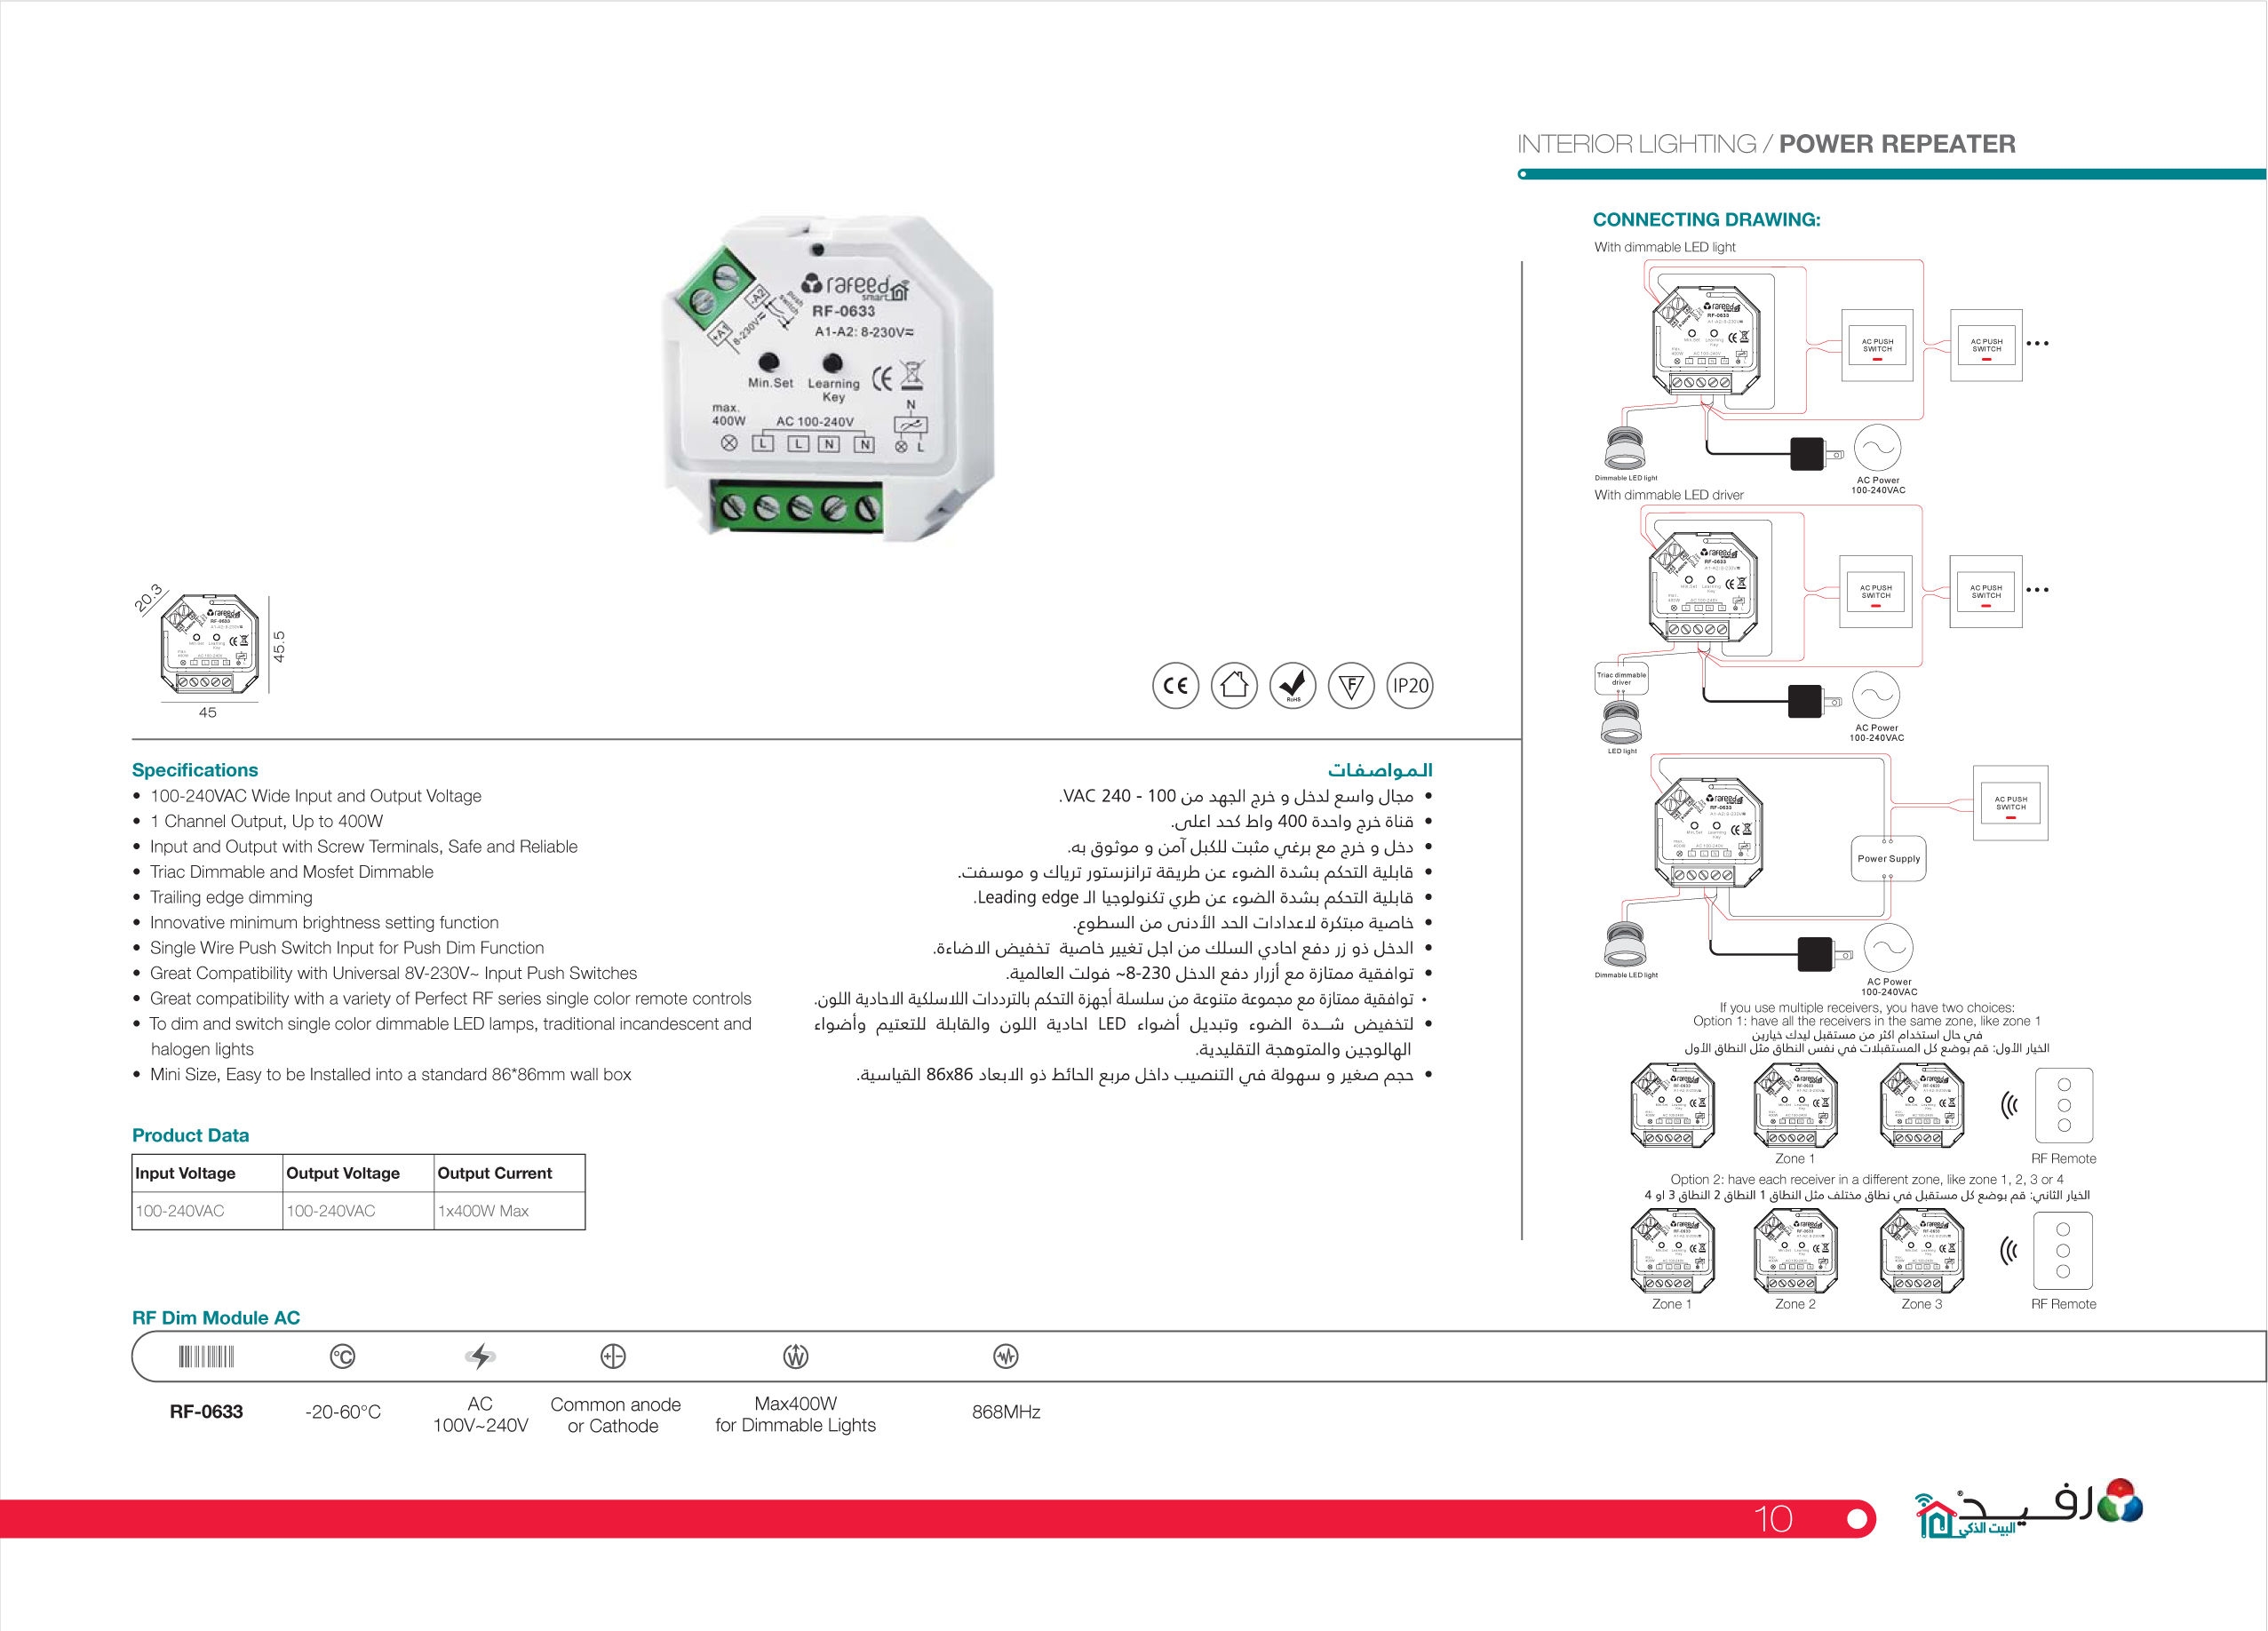 INTERIOR LIGHTING / POWER REPEATER
rafeed
smart
RF-0633
A1-A2: 8-230V≂
+A1
-A2
8-230V≂
push
switch
Min.Set
Learning
Key
CE
max.
400W
AC 100-240V
N
L
L
N
N
L
20.3
45.5
45
CE
RoHS
F
IP20
Specifications
• 100-240VAC Wide Input and Output Voltage
• 1 Channel Output, Up to 400W
• Input and Output with Screw Terminals, Safe and Reliable
• Triac Dimmable and Mosfet Dimmable
• Trailing edge dimming
• Innovative minimum brightness setting function
• Single Wire Push Switch Input for Push Dim Function
• Great Compatibility with Universal 8V-230V~ Input Push Switches
• Great compatibility with a variety of Perfect RF series single color remote controls
• To dim and switch single color dimmable LED lamps, traditional incandescent and
halogen lights
• Mini Size, Easy to be Installed into a standard 86*86mm wall box
المواصفات
• مجال واسع لدخل و خرج الجهد من 100 - 240 VAC.
• قناة خرج واحدة 400 واط كحد اعلى.
• دخل و خرج مع برغي مثبت للكبل آمن و موثوق به.
• قابلية التحكم بشدة الضوء عن طريقة ترانزستور ترياك و موسفت.
• قابلية التحكم بشدة الضوء عن طري تكنولوجيا الـ Leading edge.
• خاصية مبتكرة لاعدادات الحد الأدنى من السطوع.
• الدخل ذو زر دفع احادي السلك من اجل تغيير خاصية تخفيض الاضاءة.
• توافقية ممتازة مع أزرار دفع الدخل 230-8~ فولت العالمية.
• توافقية ممتازة مع مجموعة متنوعة من سلسلة أجهزة التحكم بالترددات اللاسلكية الاحادية اللون.
• لتخفيض شـــدة الضوء وتبديل أضواء LED احادية اللون والقابلة للتعتيم وأضواء
الهالوجين والمتوهجة التقليدية.
• حجم صغير و سهولة في التنصيب داخل مربع الحائط ذو الابعاد 86x86 القياسية.
Product Data
Input Voltage Output Voltage Output Current
100-240VAC 100-240VAC 1x400W Max
RF Dim Module AC
°C
W
RF-0633
-20-60°C
AC
100V~240V
Common anode
or Cathode
Max400W
for Dimmable Lights
868MHz
CONNECTING DRAWING:
With dimmable LED light
rafeed
RF-0633
AC PUSH
SWITCH
AC PUSH
SWITCH
Dimmable LED light
AC Power
100-240VAC
With dimmable LED driver
rafeed
RF-0633
AC PUSH
SWITCH
AC PUSH
SWITCH
Triac dimmable
driver
LED light
AC Power
100-240VAC
rafeed
RF-0633
AC PUSH
SWITCH
Power Supply
Dimmable LED light
AC Power
100-240VAC
If you use multiple receivers, you have two choices:
Option 1: have all the receivers in the same zone, like zone 1
في حال استخدام اكثر من مستقبل ليدك خيارين
الخيار الأول: قم بوضع كل المستقبلات في نفس النطاق مثل النطاق الأول
Zone 1
RF Remote
Option 2: have each receiver in a different zone, like zone 1, 2, 3 or 4
الخيار الثاني: قم بوضع كل مستقبل في نطاق مختلف مثل النطاق 1 النطاق 2 النطاق 3 او 4
Zone 1
Zone 2
Zone 3
RF Remote
10
رفيد®
البيت الذكي